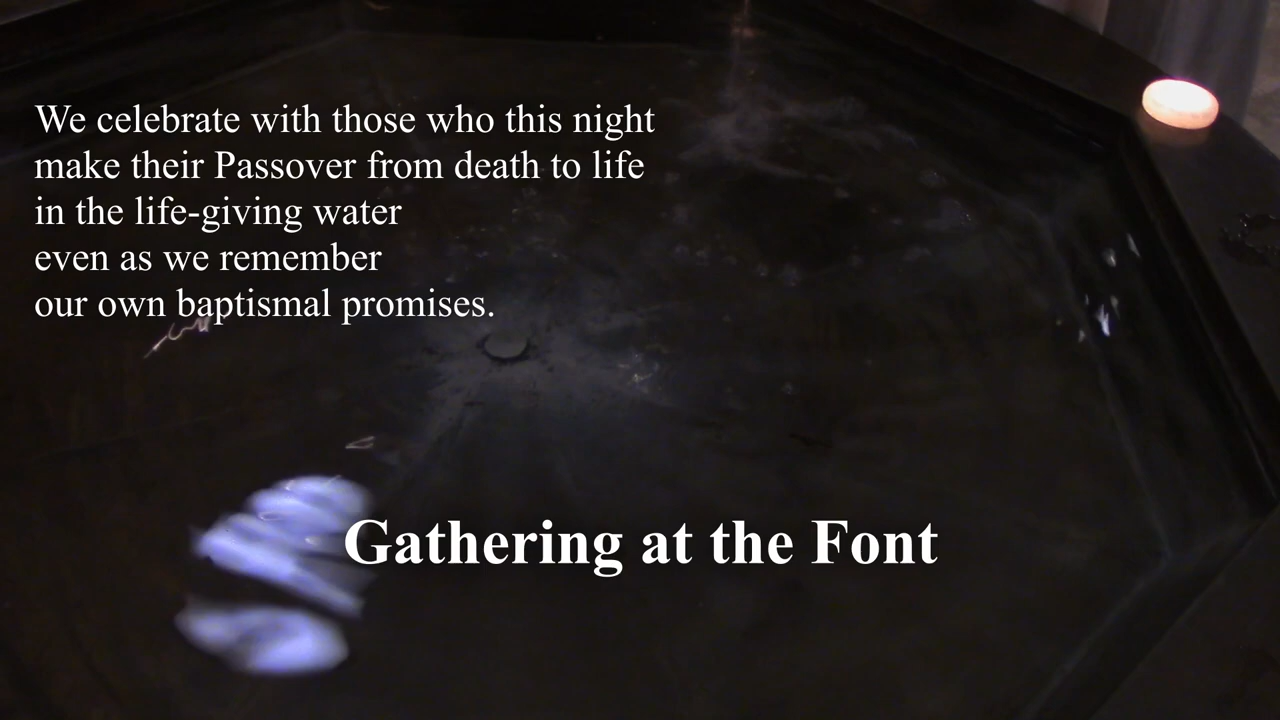 We celebrate with those who this night
make their Passover from death to life
in the life-giving water
even as we remember
our own baptismal promises.
Gathering at the Font